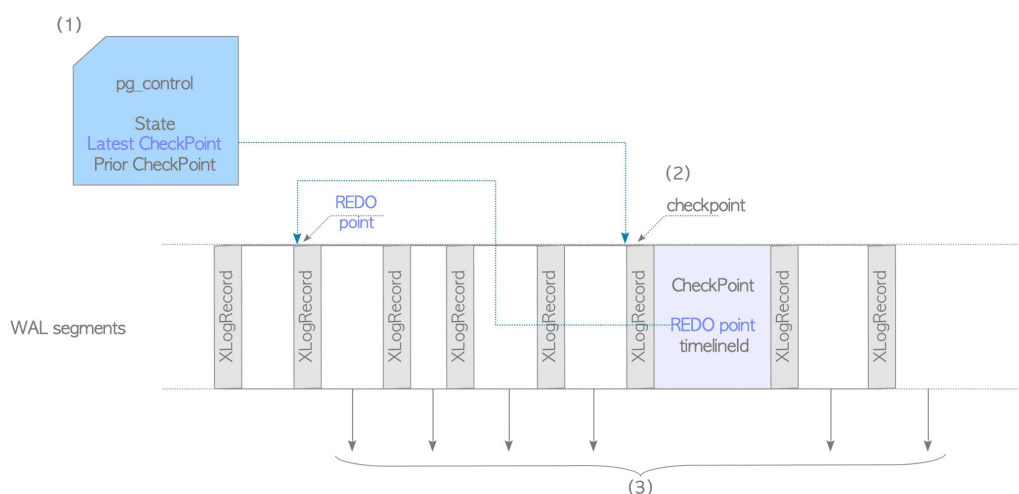 (1)
pg_control
State
Latest CheckPoint
Prior CheckPoint
(2)
REDO
point
checkpoint
WAL segments
XLogRecord
XLogRecord
XLogRecord
XLogRecord
XLogRecord
XLogRecord
CheckPoint
REDO point
timelineId
XLogRecord
XLogRecord
(3)